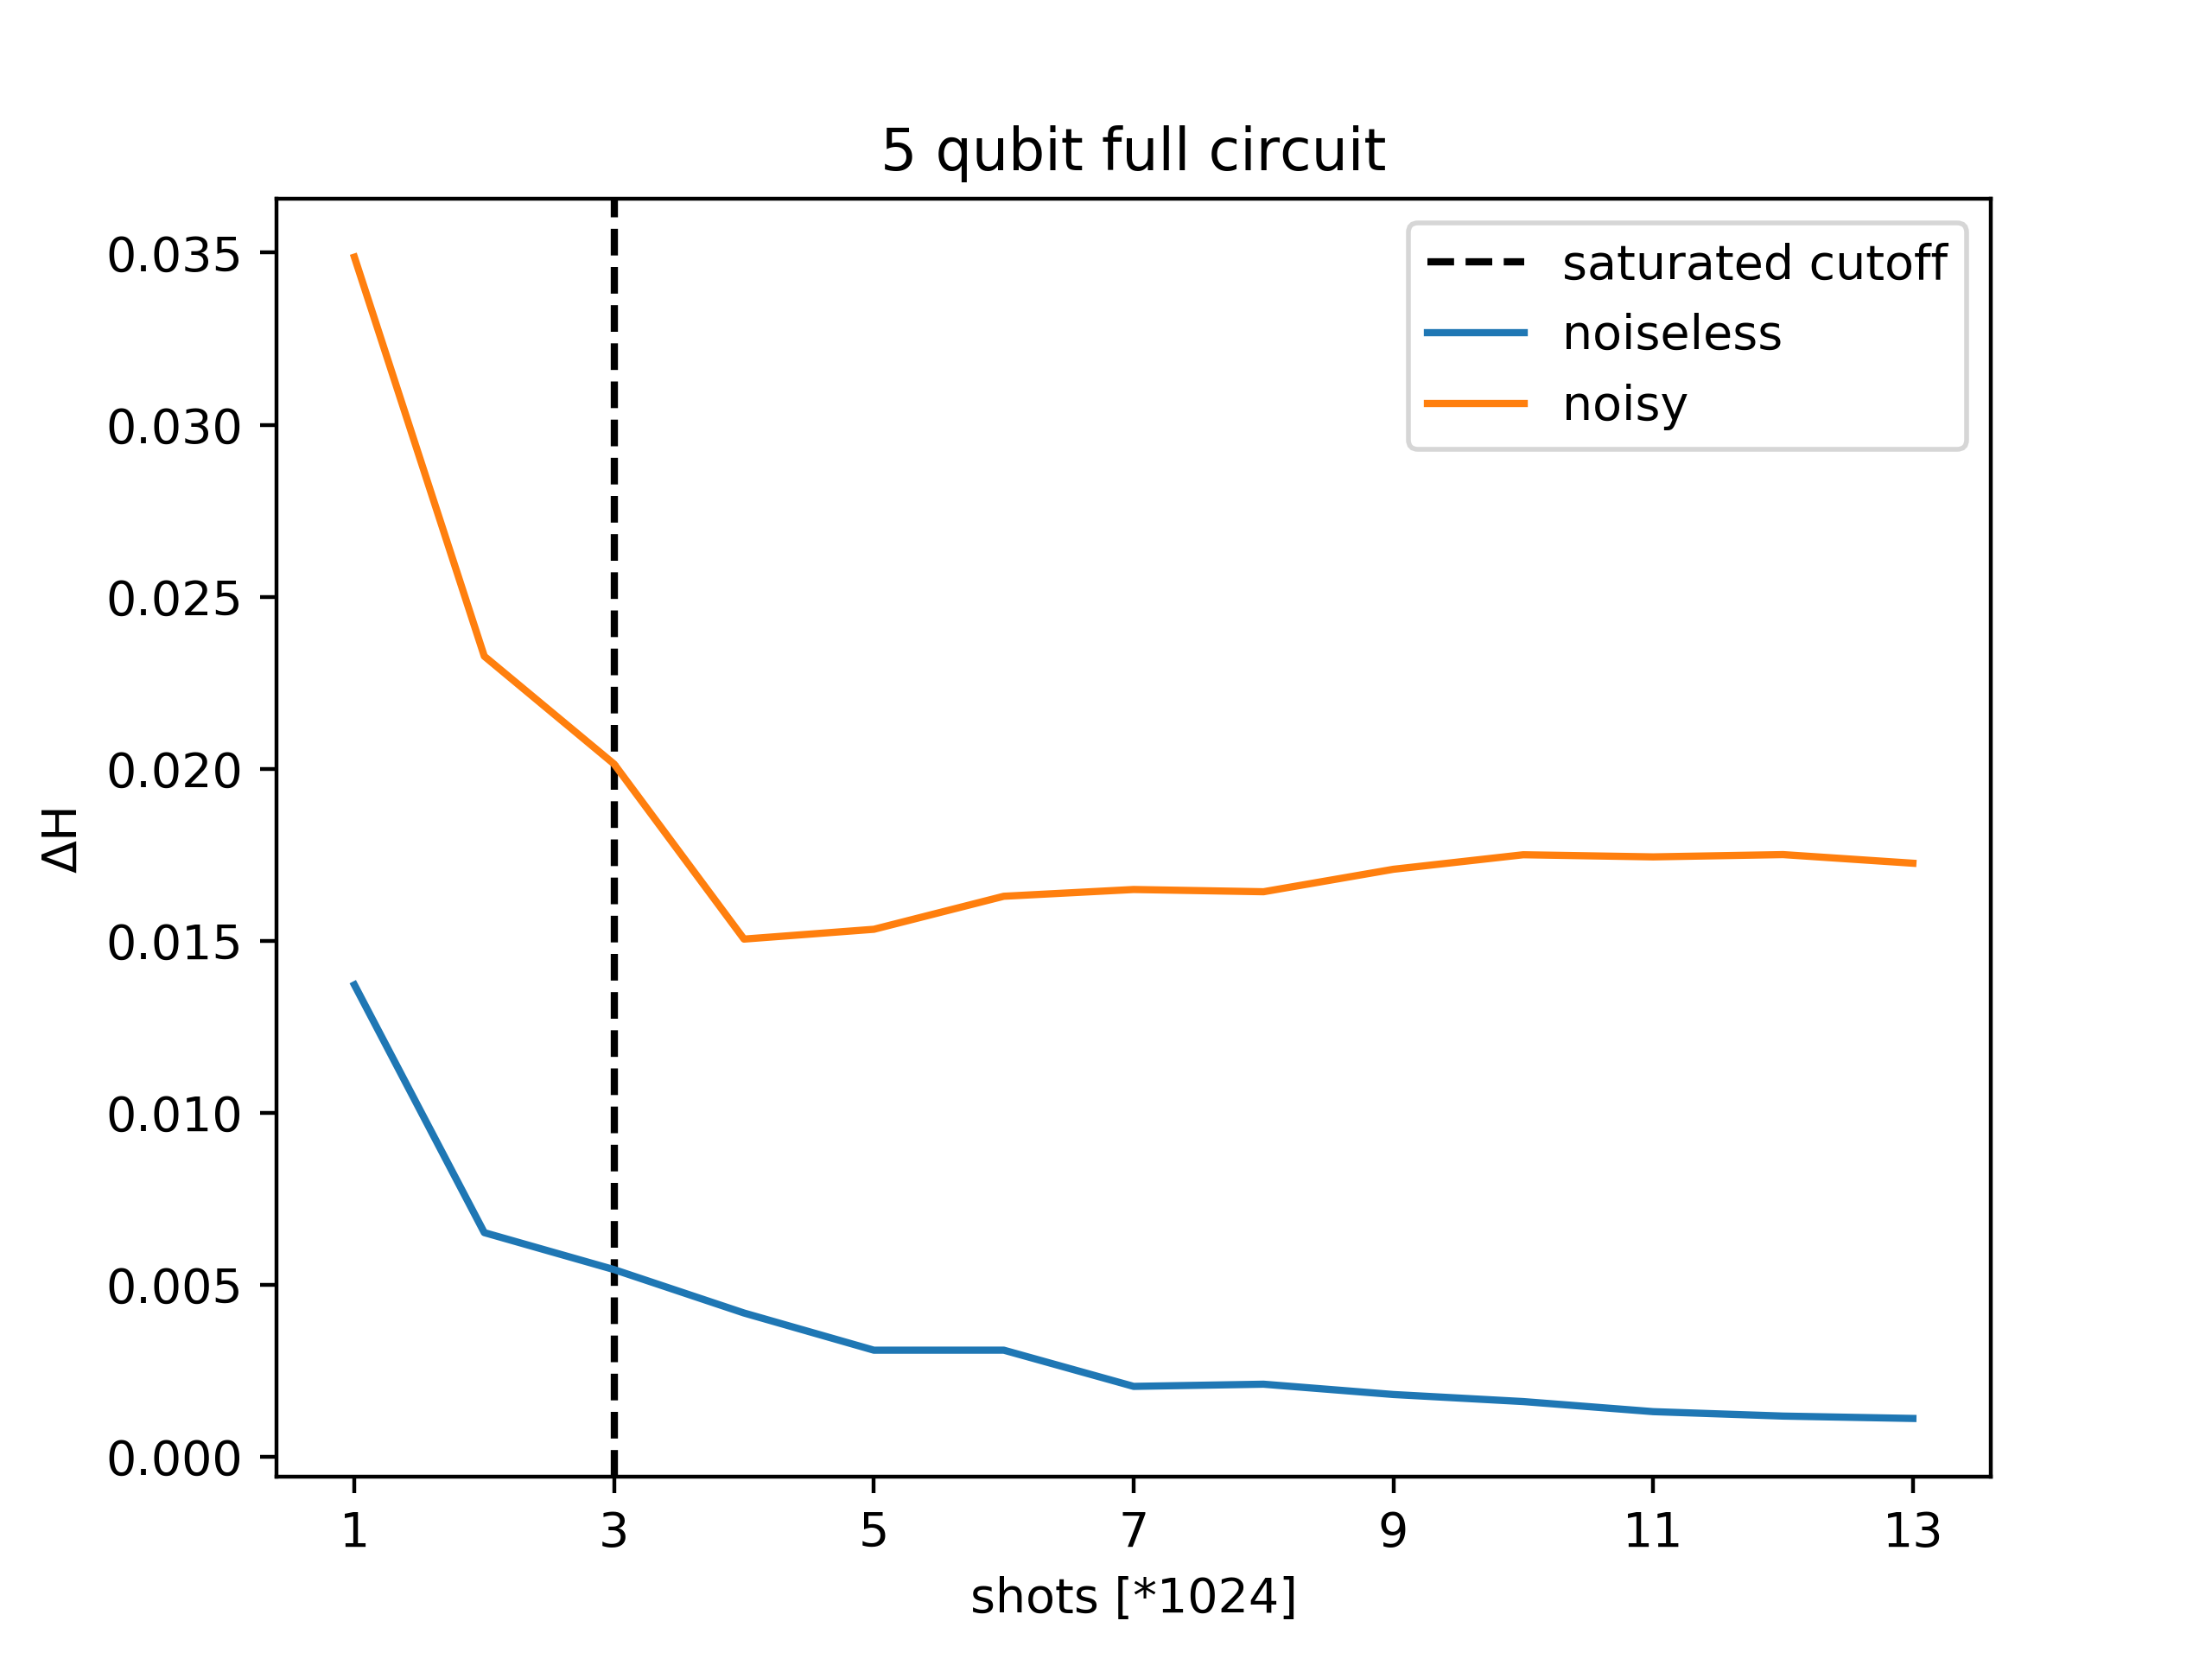 5 qubit full circuit
saturated cutoff
noiseless
noisy
0.035
0.030
0.025
0.020
0.015
0.010
0.005
0.000
ΔH
1 3 5 7 9 11 13
shots [*1024]